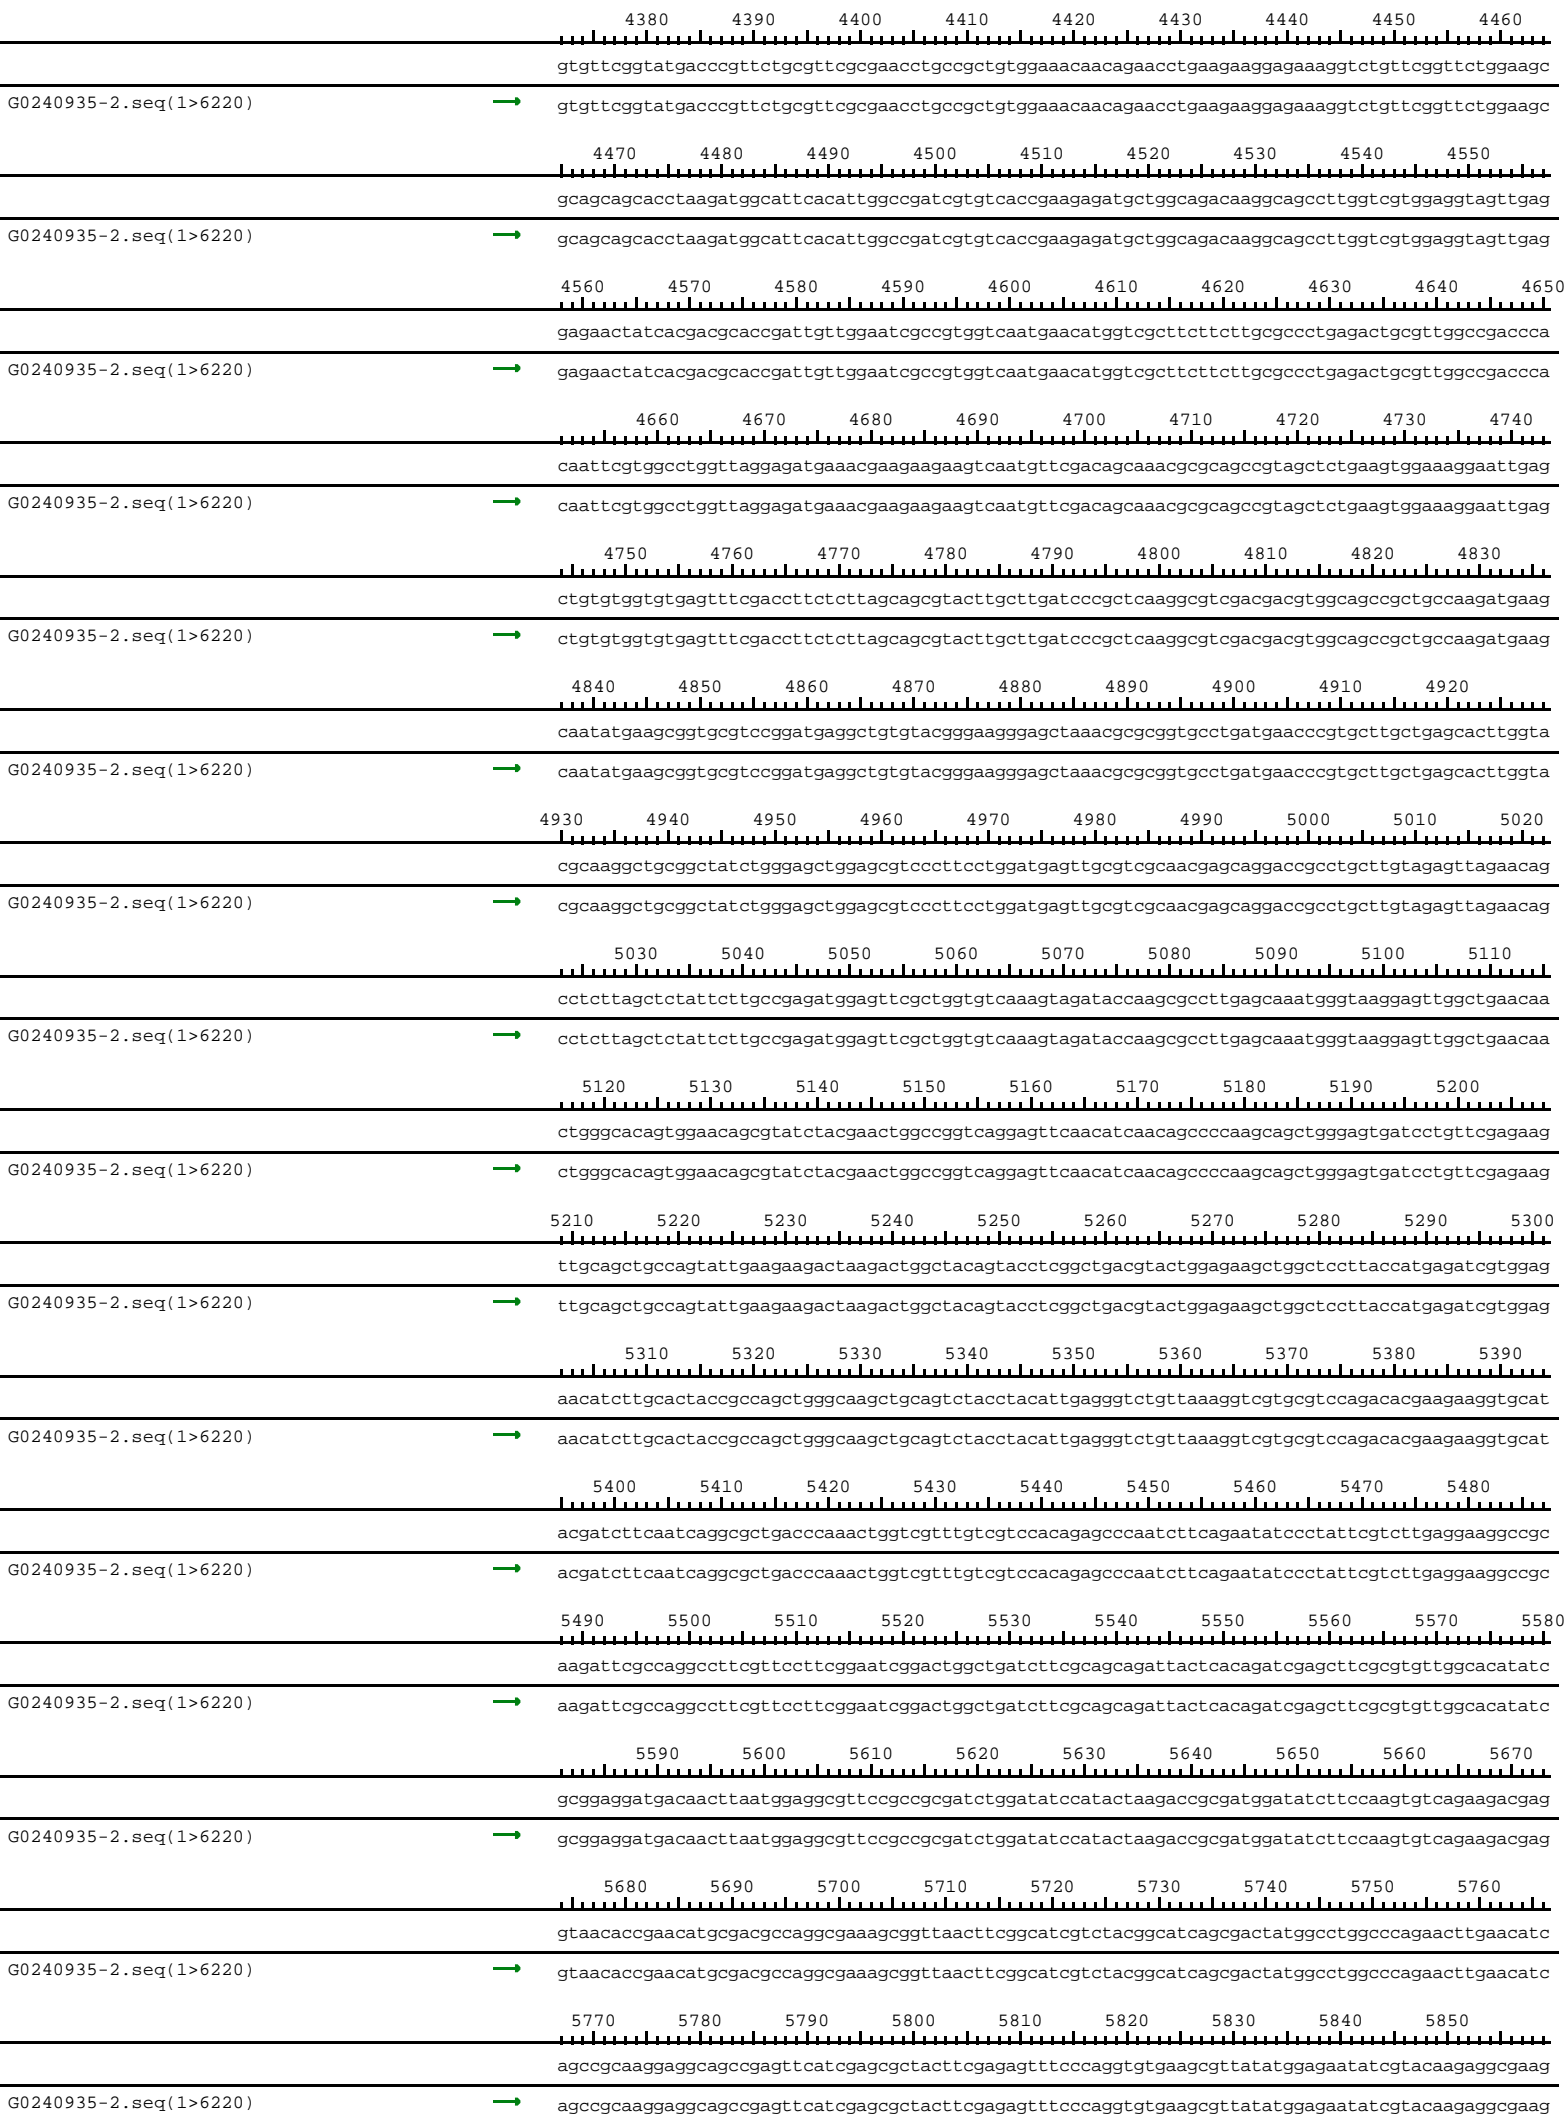 4380 4390 4400 4410 4420 4430 4440 4450 4460
gtgttcggtatgacccgttctgcgttcgcgaacctgccgctgtggaaacaacagaacctgaagaaggagaaaggtctgttcggttctggaagc
G0240935-2.seq(1>6220) gtgttcggtatgacccgttctgcgttcgcgaacctgccgctgtggaaacaacagaacctgaagaaggagaaaggtctgttcggttctggaagc
4470 4480 4490 4500 4510 4520 4530 4540 4550
gcagcagcacctaagatggcattcacattggccgatcgtgtcaccgaagagatgctggcagacaaggcagccttggtcgtggaggtagttgag
G0240935-2.seq(1>6220) gcagcagcacctaagatggcattcacattggccgatcgtgtcaccgaagagatgctggcagacaaggcagccttggtcgtggaggtagttgag
4560 4570 4580 4590 4600 4610 4620 4630 4640 4650
gagaactatcacgacgcaccgattgttggaatcgccgtggtcaatgaacatggtcgcttcttcttgcgccctgagactgcgttggccgaccca
G0240935-2.seq(1>6220) gagaactatcacgacgcaccgattgttggaatcgccgtggtcaatgaacatggtcgcttcttcttgcgccctgagactgcgttggccgaccca
4660 4670 4680 4690 4700 4710 4720 4730 4740
caattcgtggcctggttaggagatgaaacgaagaagaagtcaatgttcgacagcaaacgcgcagccgtagctctgaagtggaaaggaattgag
G0240935-2.seq(1>6220) caattcgtggcctggttaggagatgaaacgaagaagaagtcaatgttcgacagcaaacgcgcagccgtagctctgaagtggaaaggaattgag
4750 4760 4770 4780 4790 4800 4810 4820 4830
ctgtgtggtgtgagtttcgaccttctcttagcagcgtacttgcttgatcccgctcaaggcgtcgacgacgtggcagccgctgccaagatgaag
G0240935-2.seq(1>6220) ctgtgtggtgtgagtttcgaccttctcttagcagcgtacttgcttgatcccgctcaaggcgtcgacgacgtggcagccgctgccaagatgaag
4840 4850 4860 4870 4880 4890 4900 4910 4920
caatatgaagcggtgcgtccggatgaggctgtgtacgggaagggagctaaacgcgcggtgcctgatgaacccgtgcttgctgagcacttggta
G0240935-2.seq(1>6220) caatatgaagcggtgcgtccggatgaggctgtgtacgggaagggagctaaacgcgcggtgcctgatgaacccgtgcttgctgagcacttggta
4930 4940 4950 4960 4970 4980 4990 5000 5010 5020
cgcaaggctgcggctatctgggagctggagcgtcccttcctggatgagttgcgtcgcaacgagcaggaccgcctgcttgtagagttagaacag
G0240935-2.seq(1>6220) cgcaaggctgcggctatctgggagctggagcgtcccttcctggatgagttgcgtcgcaacgagcaggaccgcctgcttgtagagttagaacag
5030 5040 5050 5060 5070 5080 5090 5100 5110
cctcttagctctattcttgccgagatggagttcgctggtgtcaaagtagataccaagcgccttgagcaaatgggtaaggagttggctgaacaa
G0240935-2.seq(1>6220) cctcttagctctattcttgccgagatggagttcgctggtgtcaaagtagataccaagcgccttgagcaaatgggtaaggagttggctgaacaa
5120 5130 5140 5150 5160 5170 5180 5190 5200
ctgggcacagtggaacagcgtatctacgaactggccggtcaggagttcaacatcaacagccccaagcagctgggagtgatcctgttcgagaag
G0240935-2.seq(1>6220) ctgggcacagtggaacagcgtatctacgaactggccggtcaggagttcaacatcaacagccccaagcagctgggagtgatcctgttcgagaag
5210 5220 5230 5240 5250 5260 5270 5280 5290 5300
ttgcagctgccagtattgaagaagactaagactggctacagtacctcggctgacgtactggagaagctggctccttaccatgagatcgtggag
G0240935-2.seq(1>6220) ttgcagctgccagtattgaagaagactaagactggctacagtacctcggctgacgtactggagaagctggctccttaccatgagatcgtggag
5310 5320 5330 5340 5350 5360 5370 5380 5390
aacatcttgcactaccgccagctgggcaagctgcagtctacctacattgagggtctgttaaaggtcgtgcgtccagacacgaagaaggtgcat
G0240935-2.seq(1>6220) aacatcttgcactaccgccagctgggcaagctgcagtctacctacattgagggtctgttaaaggtcgtgcgtccagacacgaagaaggtgcat
5400 5410 5420 5430 5440 5450 5460 5470 5480
acgatcttcaatcaggcgctgacccaaactggtcgtttgtcgtccacagagcccaatcttcagaatatccctattcgtcttgaggaaggccgc
G0240935-2.seq(1>6220) acgatcttcaatcaggcgctgacccaaactggtcgtttgtcgtccacagagcccaatcttcagaatatccctattcgtcttgaggaaggccgc
5490 5500 5510 5520 5530 5540 5550 5560 5570 5580
aagattcgccaggccttcgttccttcggaatcggactggctgatcttcgcagcagattactcacagatcgagcttcgcgtgttggcacatatc
G0240935-2.seq(1>6220) aagattcgccaggccttcgttccttcggaatcggactggctgatcttcgcagcagattactcacagatcgagcttcgcgtgttggcacatatc
5590 5600 5610 5620 5630 5640 5650 5660 5670
gcggaggatgacaacttaatggaggcgttccgccgcgatctggatatccatactaagaccgcgatggatatcttccaagtgtcagaagacgag
G0240935-2.seq(1>6220) gcggaggatgacaacttaatggaggcgttccgccgcgatctggatatccatactaagaccgcgatggatatcttccaagtgtcagaagacgag
5680 5690 5700 5710 5720 5730 5740 5750 5760
gtaacaccgaacatgcgacgccaggcgaaagcggttaacttcggcatcgtctacggcatcagcgactatggcctggcccagaacttgaacatc
G0240935-2.seq(1>6220) gtaacaccgaacatgcgacgccaggcgaaagcggttaacttcggcatcgtctacggcatcagcgactatggcctggcccagaacttgaacatc
5770 5780 5790 5800 5810 5820 5830 5840 5850
agccgcaaggaggcagccgagttcatcgagcgctacttcgagagtttcccaggtgtgaagcgttatatggagaatatcgtacaagaggcgaag
G0240935-2.seq(1>6220) agccgcaaggaggcagccgagttcatcgagcgctacttcgagagtttcccaggtgtgaagcgttatatggagaatatcgtacaagaggcgaag